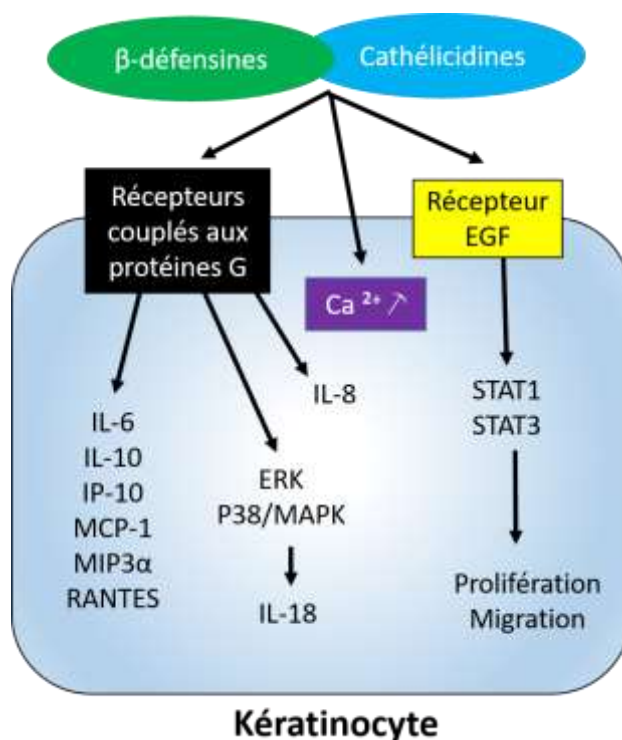 β-défensines
Cathélicidines
Récepteurs
couplés aux
protéines G
Récepteur
EGF
Ca 2+ ↗
IL-8
STAT1
STAT3
IL-6
IL-10
IP-10
MCP-1
MIP3α
RANTES
ERK
P38/MAPK
IL-18
Prolifération
Migration
Kératinocyte